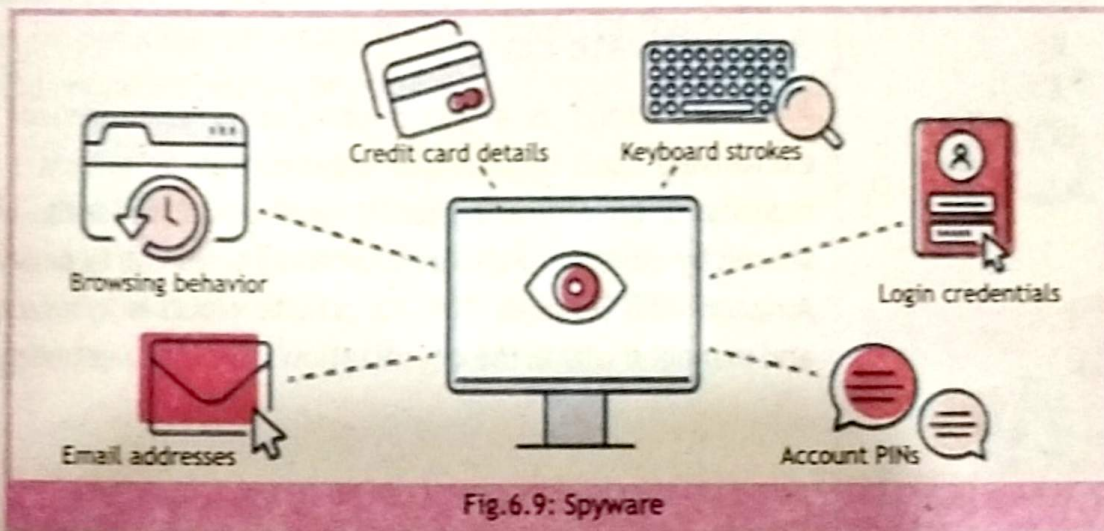 Credit card details
Keyboard strokes
Browsing behavior
Login credentials
Email addresses
Account PINs
Fig.6.9: Spyware